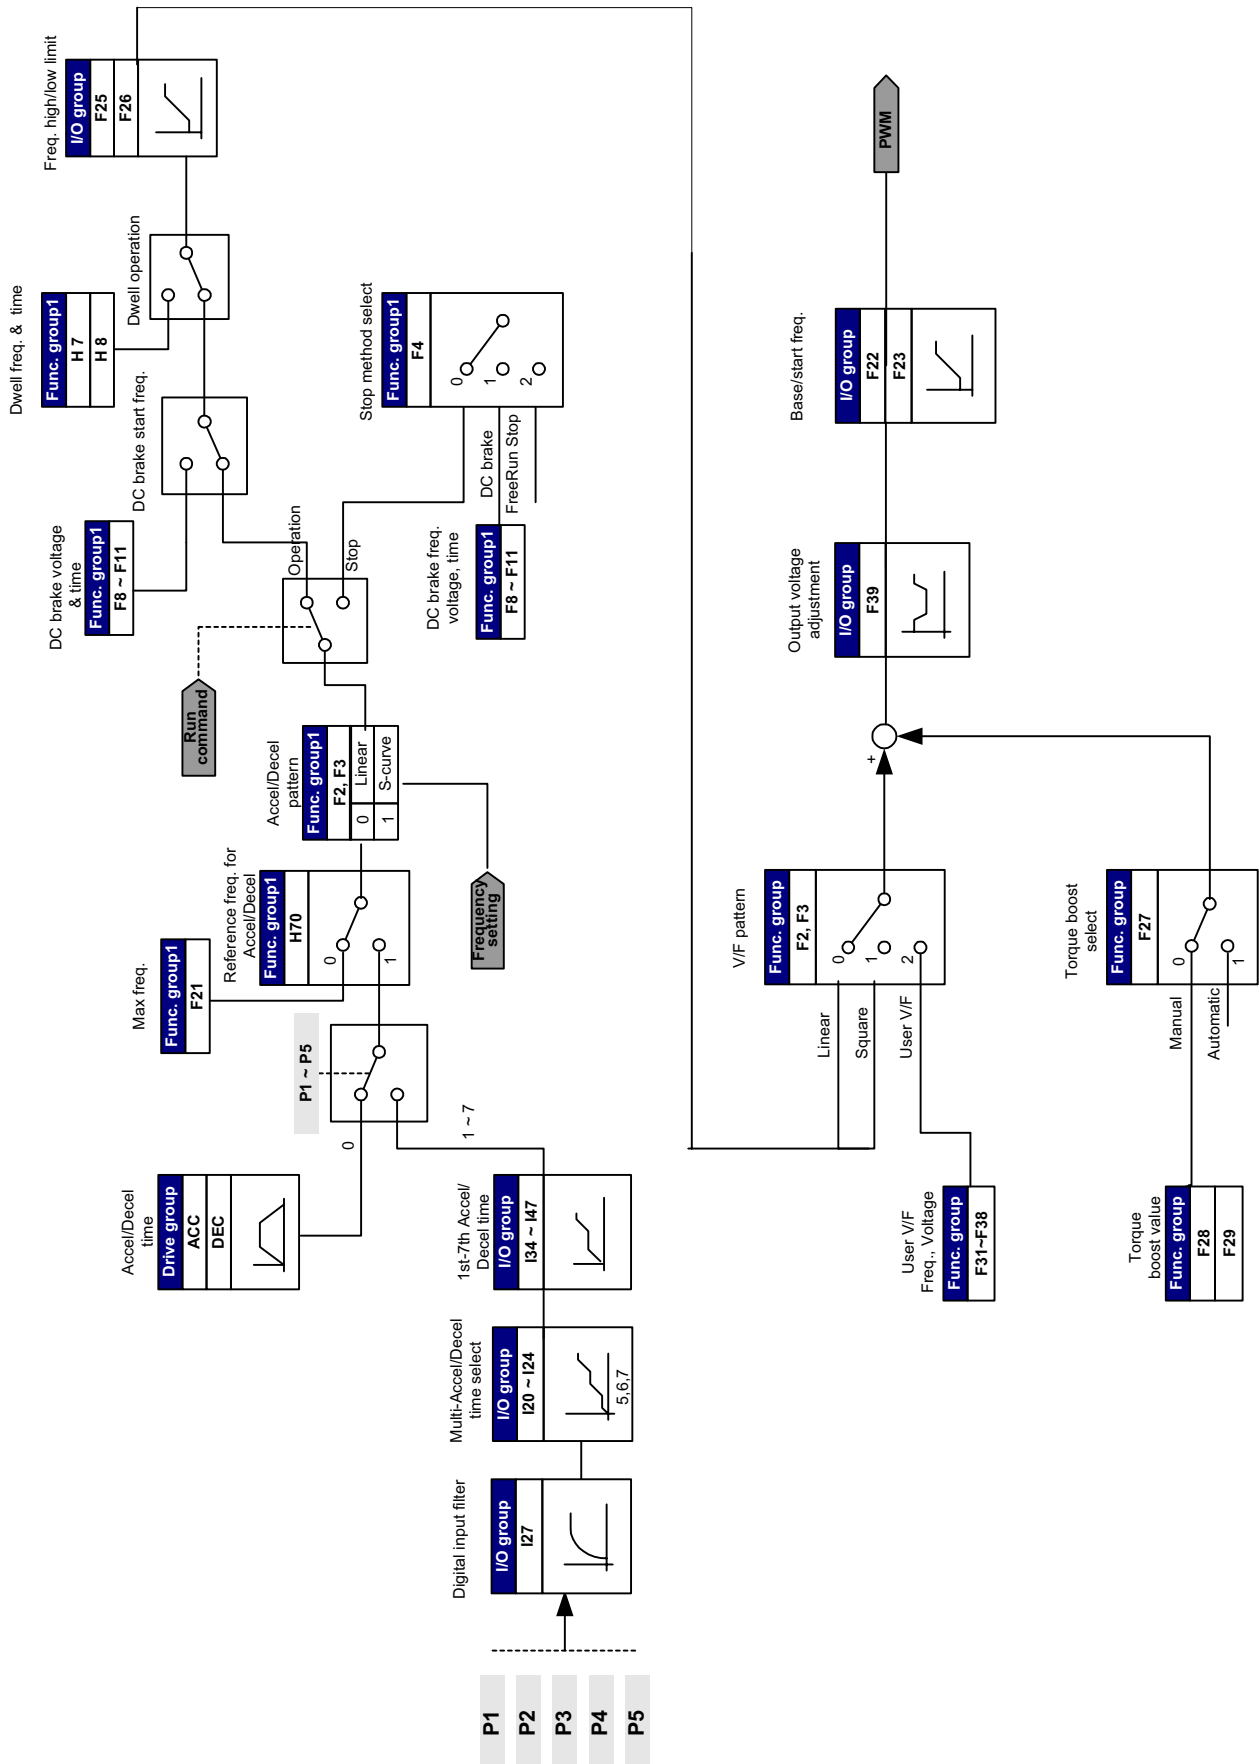 P1
P2
P3
P4
P5
Digital input filter
I/O group
I27
Multi-Accel/Decel
time select
I/O group
I20 ~ I24
5,6,7
1st-7th Accel/
Decel time
I/O group
I34 ~ I47
Accel/Decel
time
Drive group
ACC
DEC
0
1 ~ 7
P1 ~ P5
Max freq.
Func. group1
F21
Reference freq. for
Accel/Decel
Func. group1
H70
0
1
Frequency
setting
Accel/Decel
pattern
Func. group1
F2, F3
0
Linear
1
S-curve
Run
command
Operation
Stop
DC brake voltage
& time
Func. group1
F8 ~ F11
DC brake start freq.
DC brake freq.
voltage, time
Func. group1
F8 ~ F11
DC brake
FreeRun Stop
Stop method select
Func. group1
F4
0
1
2
Dwell freq. & time
Func. group1
H 7
H 8
Dwell operation
Freq. high/low limit
I/O group
F25
F26
User V/F
Freq., Voltage
Func. group
F31~F38
Linear
Square
User V/F
V/F pattern
Func. group
F2, F3
0
1
2
+
Torque
boost value
Func. group
F28
F29
Manual
Automatic
Torque boost
select
Func. group
F27
0
1
Output voltage
adjustment
I/O group
F39
Base/start freq.
I/O group
F22
F23
PWM